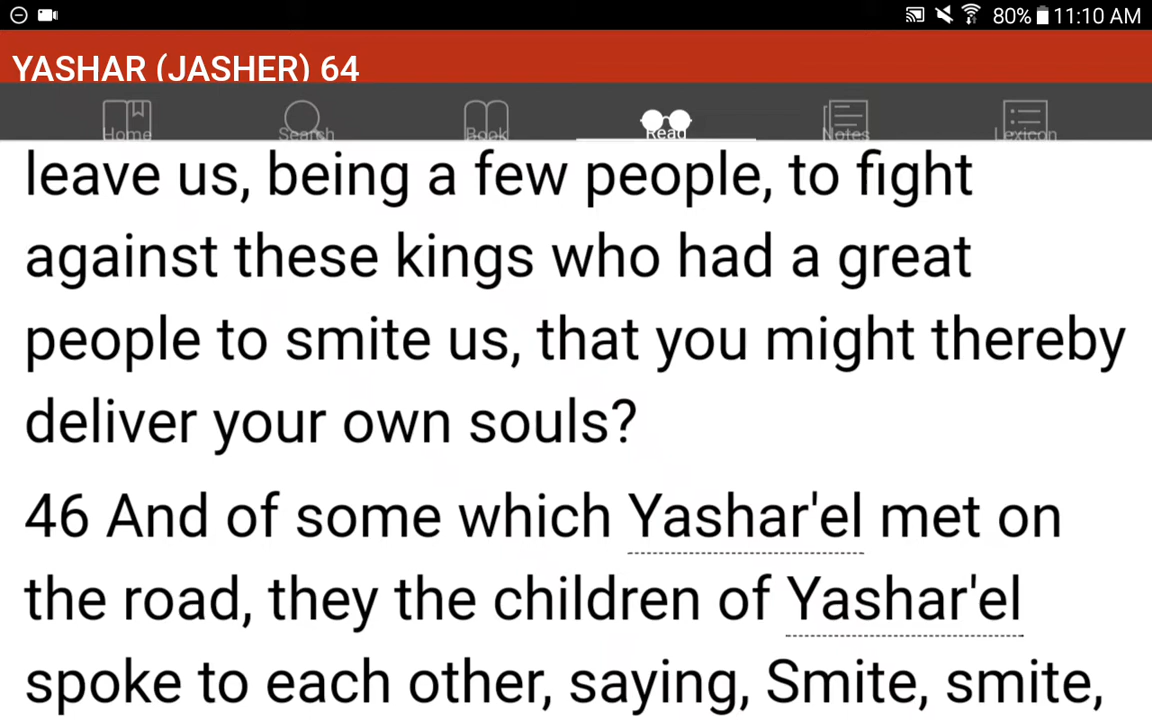 80% 11:10 AM
YASHAR (JASHER) 64
Home Search Book Read Notes Lexicon
leave us, being a few people, to fight
against these kings who had a great
people to smite us, that you might thereby
deliver your own souls?
46 And of some which Yashar'el met on
the road, they the children of Yashar'el
spoke to each other, saying, Smite, smite,